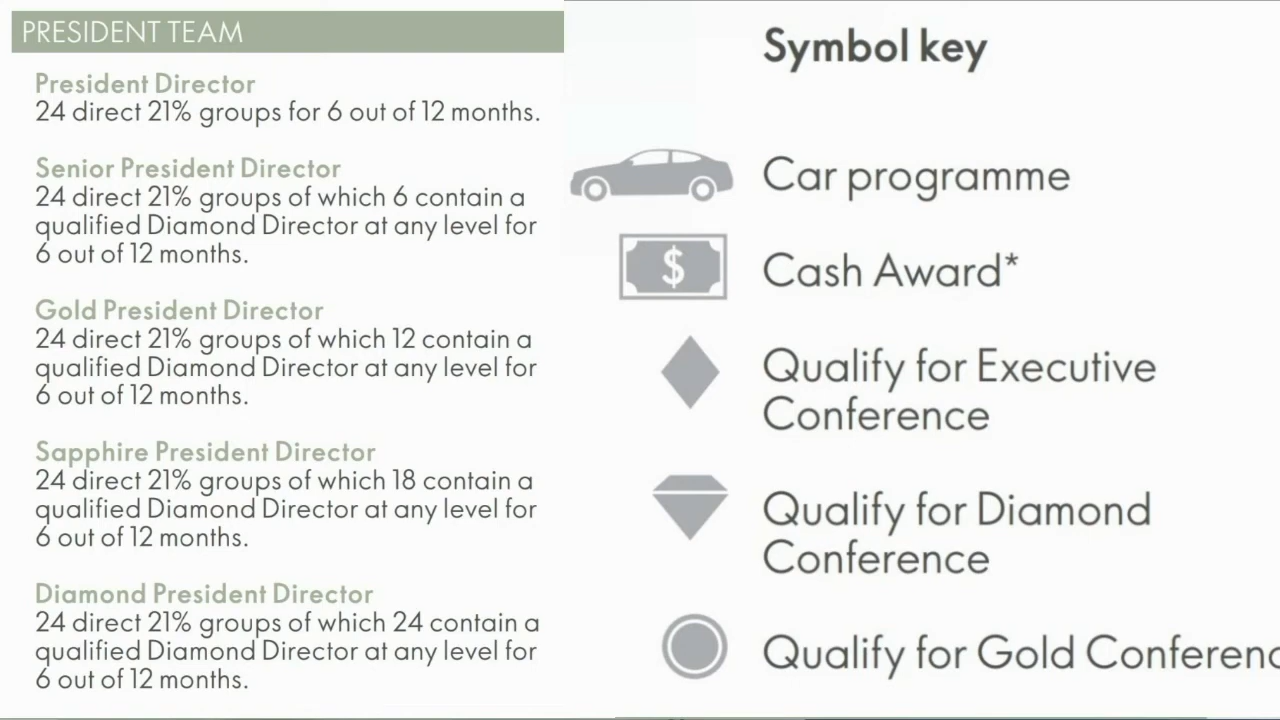 PRESIDENT TEAM
President Director
24 direct 21% groups for 6 out of 12 months.
Senior President Director
24 direct 21% groups of which 6 contain a
qualified Diamond Director at any level for
6 out of 12 months.
Gold President Director
24 direct 21% groups of which 12 contain a
qualified Diamond Director at any level for
6 out of 12 months.
Sapphire President Director
24 direct 21% groups of which 18 contain a
qualified Diamond Director at any level for
6 out of 12 months.
Diamond President Director
24 direct 21% groups of which 24 contain a
qualified Diamond Director at any level for
6 out of 12 months.
Symbol key
Car programme
$
Cash Award*
Qualify for Executive
Conference
Qualify for Diamond
Conference
Qualify for Gold Conferenc